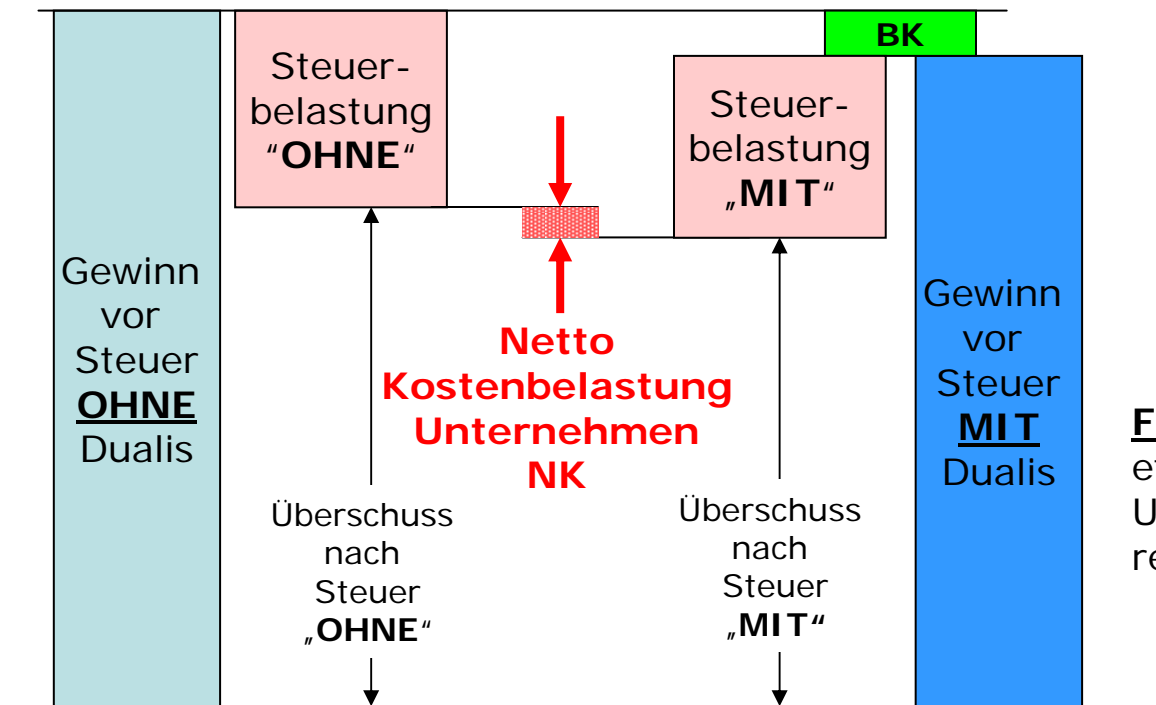 BK
Steuer-
belastung
“OHNE“
Steuer-
belastung
„MIT“
Gewinn
vor
Steuer
OHNE
Dualis
Netto
Kostenbelastung
Unternehmen
NK
Gewinn
vor
Steuer
MIT
Dualis
Überschuss
nach
Steuer
„OHNE“
Überschuss
nach
Steuer
„MIT“